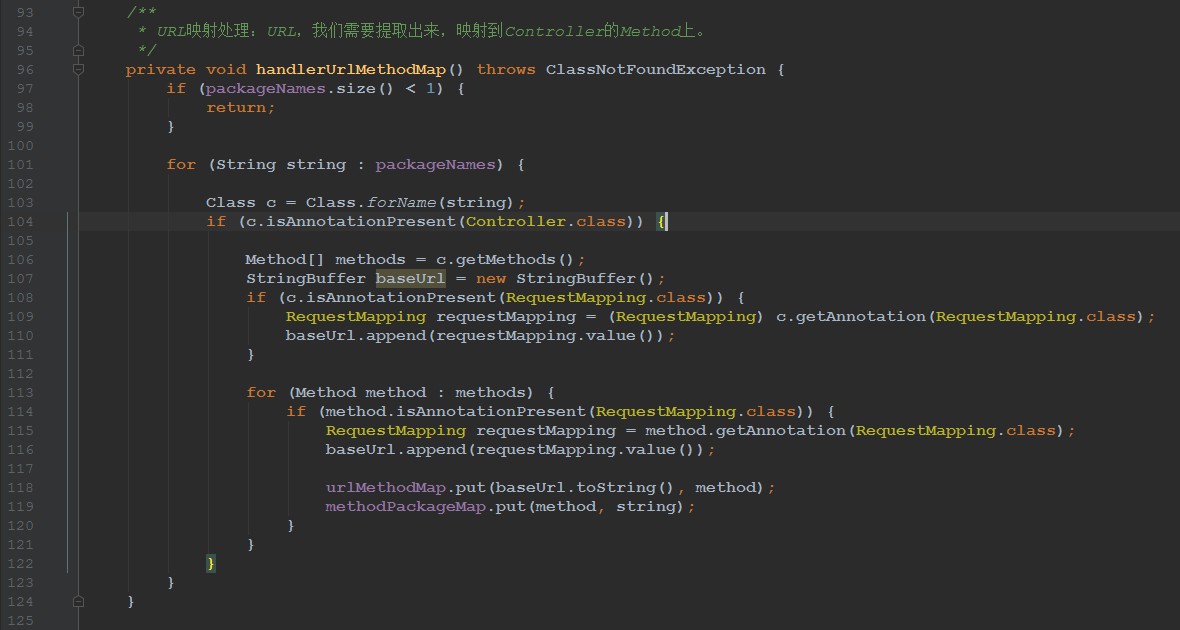 93 /**
94 * URL映射处理：URL，我们需要提取出来，映射到Controller的Method上。
95 */
96 private void handlerUrlMethodMap() throws ClassNotFoundException {
97 if (packageNames.size() < 1) {
98 return;
99 }
100
101 for (String string : packageNames) {
102
103 Class c = Class.forName(string);
104 if (c.isAnnotationPresent(Controller.class)) {
105
106 Method[] methods = c.getMethods();
107 StringBuffer baseUrl = new StringBuffer();
108 if (c.isAnnotationPresent(RequestMapping.class)) {
109 RequestMapping requestMapping = (RequestMapping) c.getAnnotation(RequestMapping.class);
110 baseUrl.append(requestMapping.value());
111 }
112
113 for (Method method : methods) {
114 if (method.isAnnotationPresent(RequestMapping.class)) {
115 RequestMapping requestMapping = method.getAnnotation(RequestMapping.class);
116 baseUrl.append(requestMapping.value());
117
118 urlMethodMap.put(baseUrl.toString(), method);
119 methodPackageMap.put(method, string);
120 }
121 }
122 }
123 }
124 }
125